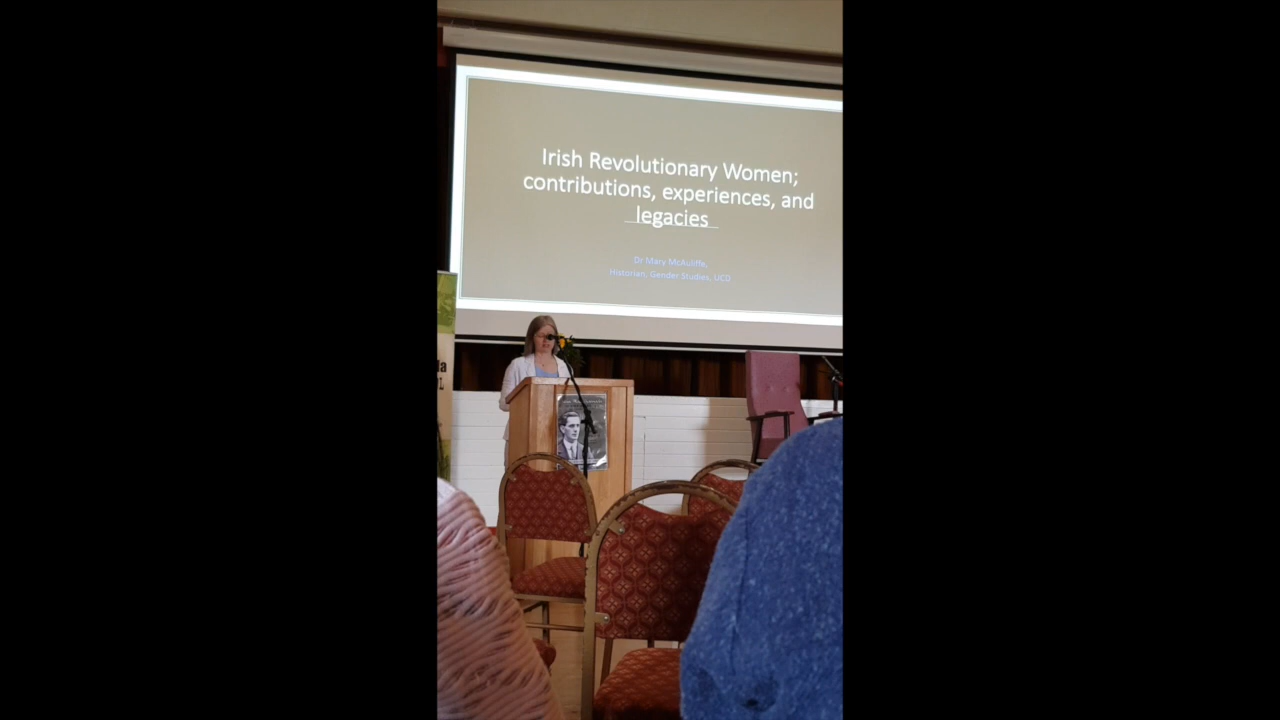 Irish Revolutionary Women;
contributions, experiences, and
legacies
Dr Mary McAuliffe,
Historian, Gender Studies, UCD